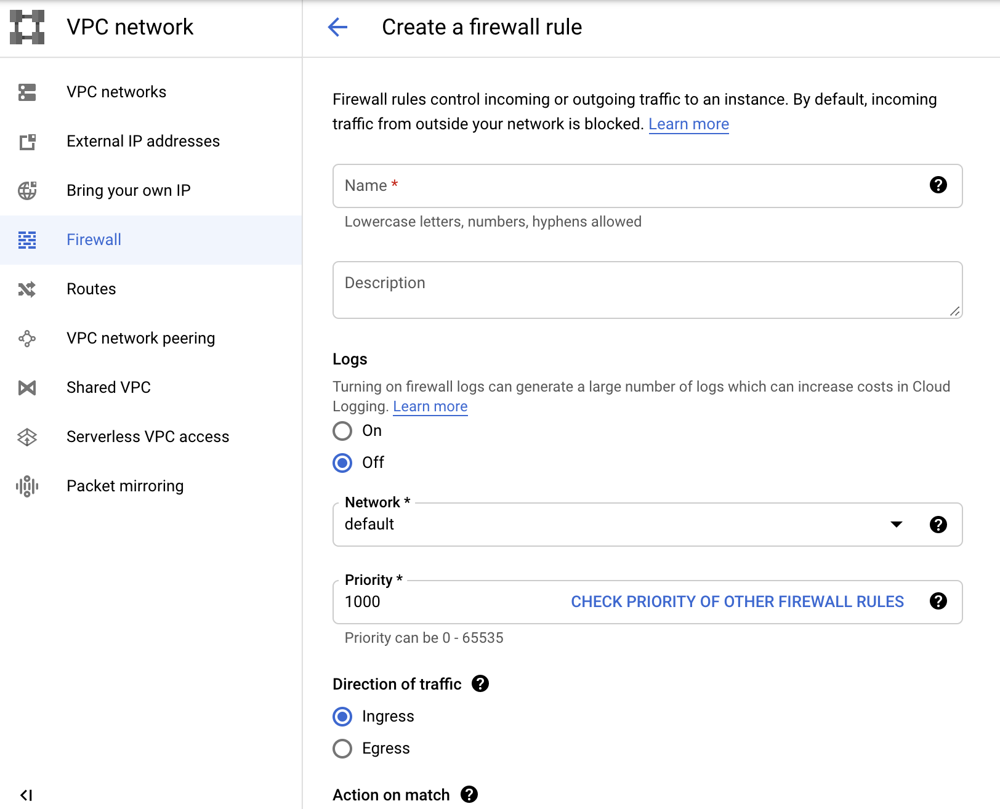 VPC network
VPC networks
External IP addresses
Bring your own IP
Firewall
Routes
VPC network peering
Shared VPC
Serverless VPC access
Packet mirroring
Create a firewall rule
Firewall rules control incoming or outgoing traffic to an instance. By default, incoming
traffic from outside your network is blocked. Learn more
Name *
Lowercase letters, numbers, hyphens allowed
Description
Logs
Turning on firewall logs can generate a large number of logs which can increase costs in Cloud
Logging. Learn more
On
Off
Network *
default
Priority *
1000 CHECK PRIORITY OF OTHER FIREWALL RULES
Priority can be 0 - 65535
Direction of traffic
Ingress
Egress
Action on match